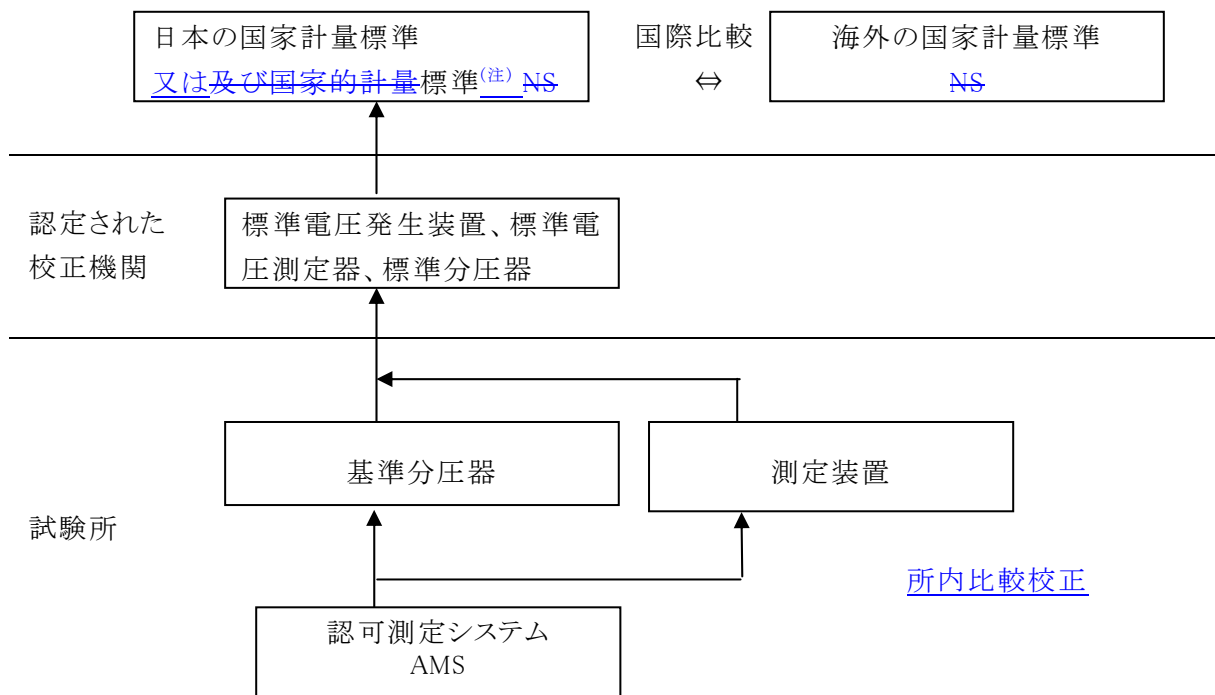 日本の国家計量標準
又は及び国家的計量標準(注) NS
国際比較
⇔
海外の国家計量標準
NS
認定された
校正機関
標準電圧発生装置、標準電
圧測定器、標準分圧器
基準分圧器
測定装置
試験所
所内比較校正
認可測定システム
AMS